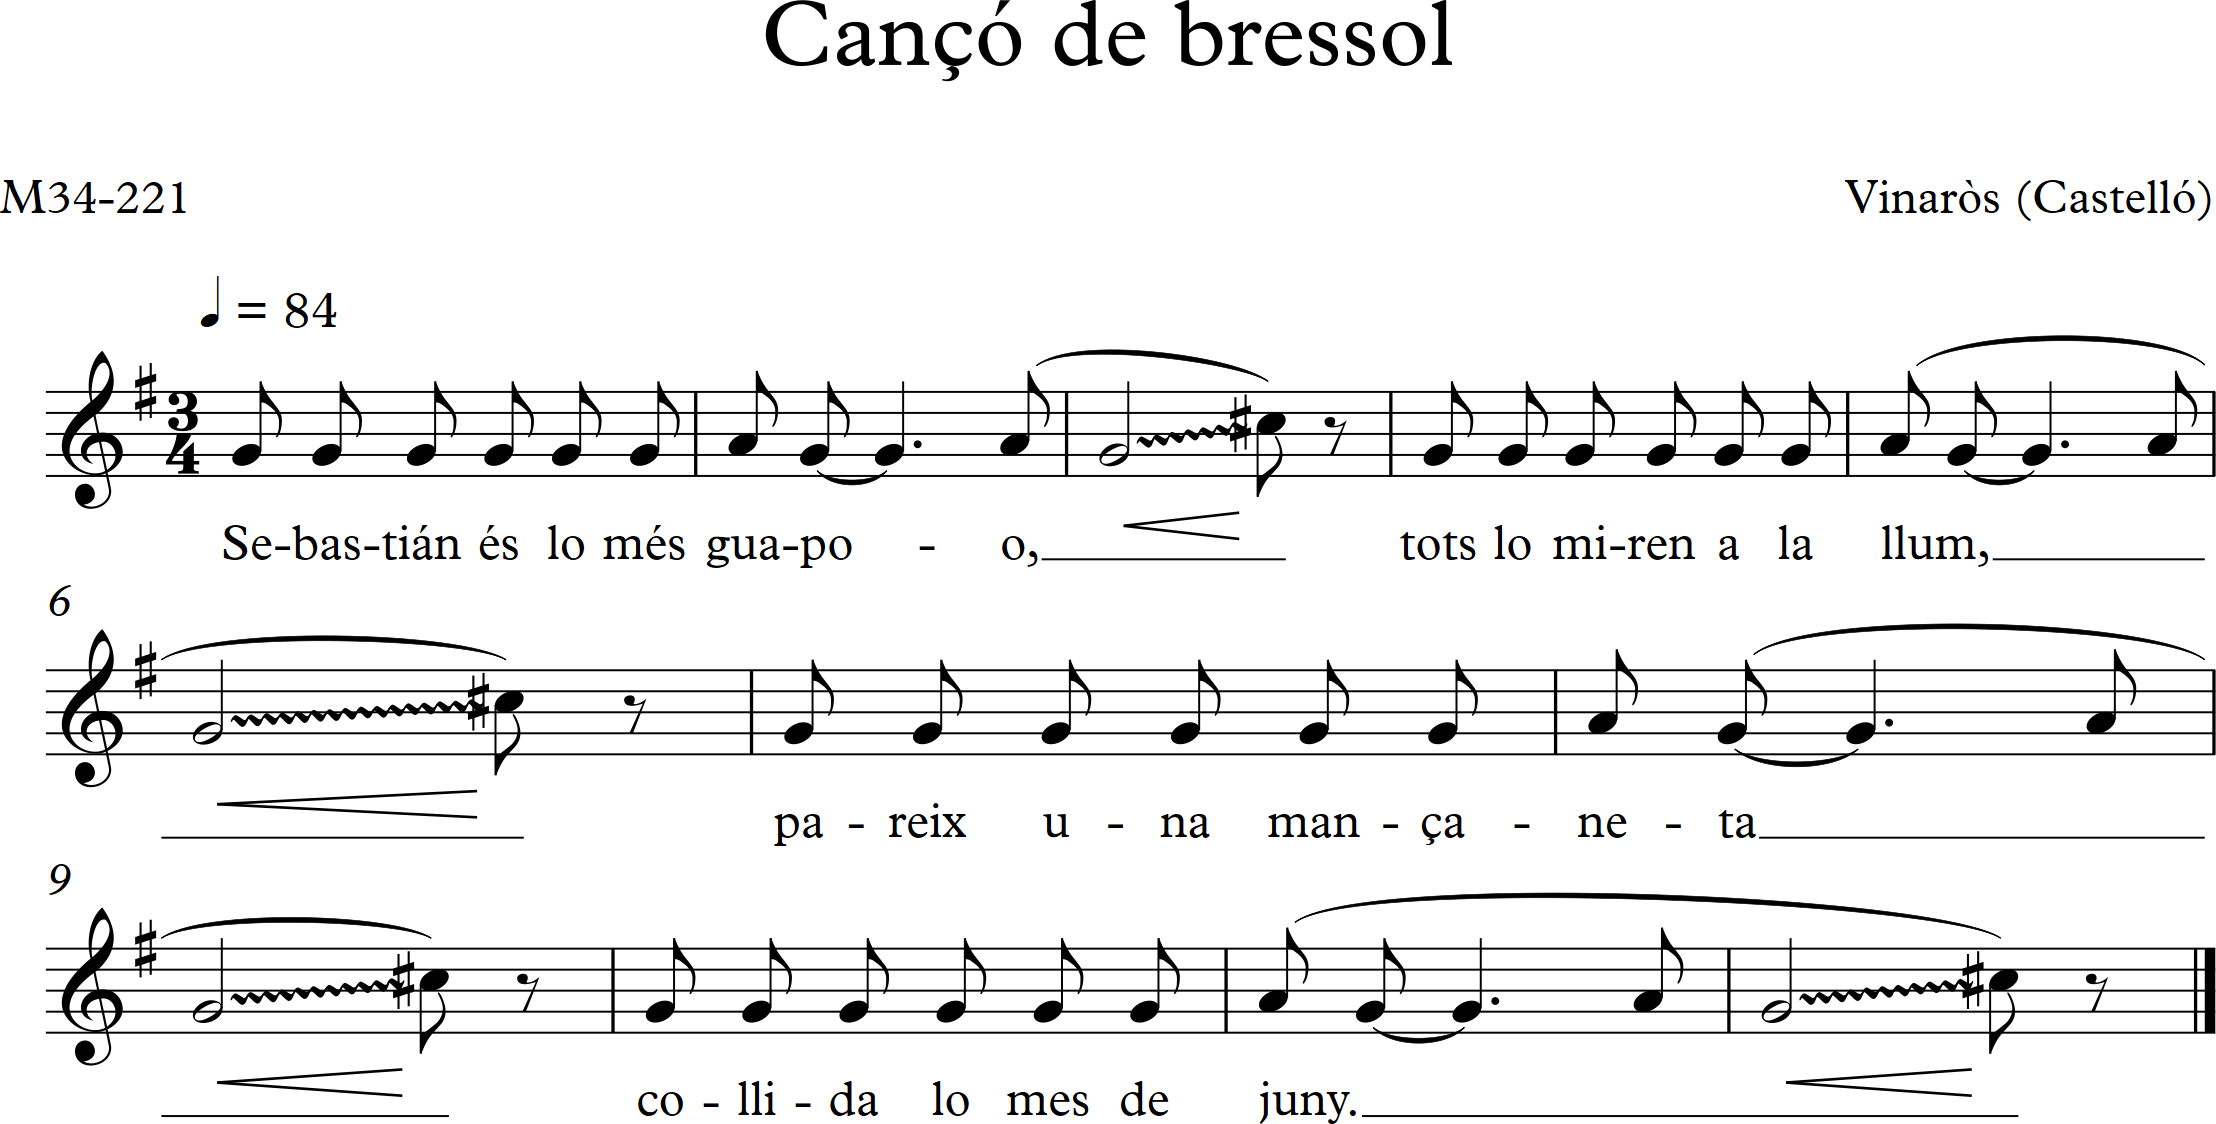 Cançó de bressol
M34-221
Vinaròs (Castelló)
= 84
3
4
Se-bas-tián és lo més gua-po - o, tots lo mi-ren a la llum,
6
pa - reix u - na man - ça - ne - ta
9
co - lli - da lo mes de juny.